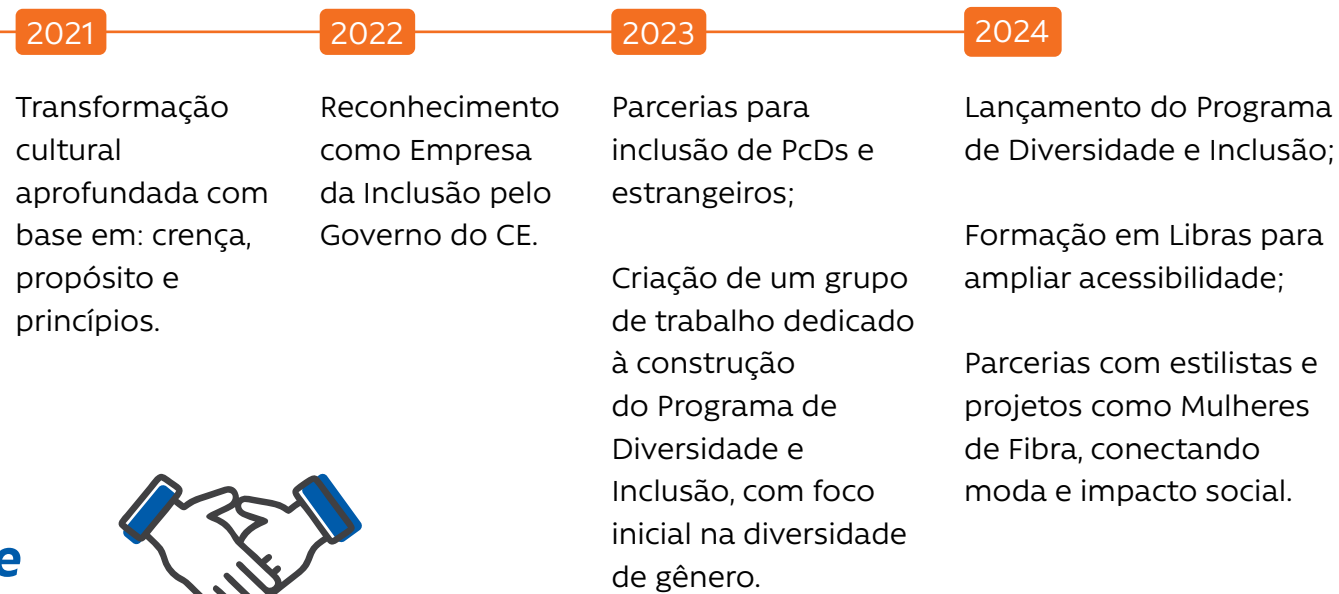 2021
Transformação
cultural
aprofundada com
base em: crença,
propósito e
princípios.
2022
Reconhecimento
como Empresa
da Inclusão pelo
Governo do CE.
2023
Parcerias para
inclusão de PcDs e
estrangeiros;
Criação de um grupo
de trabalho dedicado
à construção
do Programa de
Diversidade e
Inclusão, com foco
inicial na diversidade
de gênero.
2024
Lançamento do Programa
de Diversidade e Inclusão;
Formação em Libras para
ampliar acessibilidade;
Parcerias com estilistas e
projetos como Mulheres
de Fibra, conectando
moda e impacto social.
e